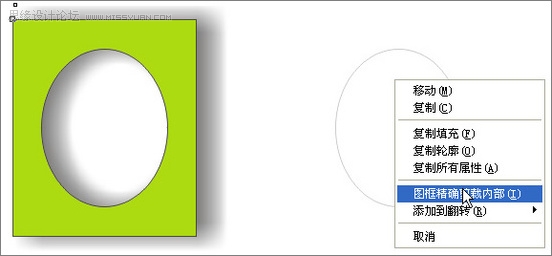 思缘设计论坛 WWW.MISSYUAN.COM
移动(M)
复制(C)
复制填充(F)
复制轮廓(O)
复制所有属性(A)
图框精确剪裁内部(I)
添加到翻转(R)
取消